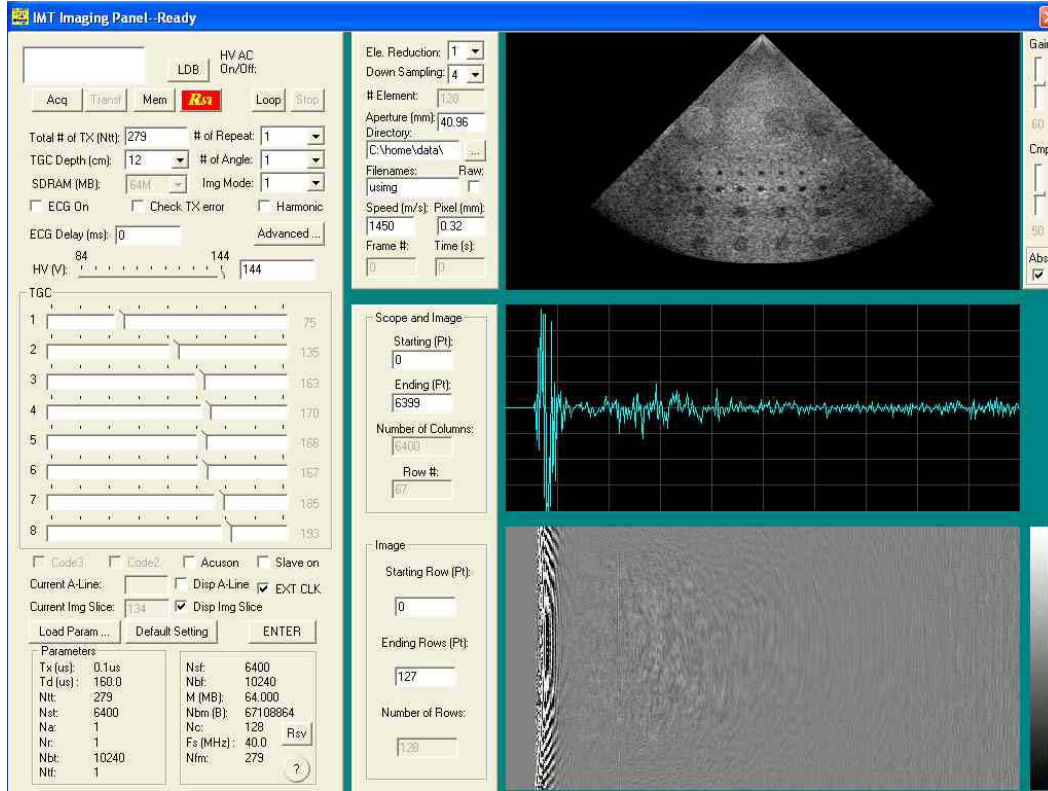 IMT Imaging Panel--Ready
LDB
HV AC
On/Off:
Acq Transf Mem Rsv Loop Stop
Total # of TX (Ntt): 279 # of Repeat: 1
TGC Depth (cm): 12 # of Angle: 1
SDRAM (MB): 64M Img Mode: 1
ECG On Check TX error Harmonic
ECG Delay (ms): 0 Advanced ...
84 144
HV (V): 144
TGC
1 75
2 135
3 163
4 170
5 166
6 167
7 185
8 193
Code3 Code2 Acuson Slave on
Current A-Line: Disp A-Line EXT CLK
Current Img Slice: 134 Disp Img Slice
Load Param ... Default Setting ENTER
Parameters
Tx (us): 0.1us
Td (us) : 160.0
Ntt: 279
Nst: 6400
Na: 1
Nr: 1
Nbt: 10240
Ntf: 1
Nsf: 6400
Nbf: 10240
M (MB): 64.000
Nbm (B): 67108864
Nc: 128
Fs (MHz) : 40.0
Nfm: 279
Rsv
?
Ele. Reduction: 1
Down Sampling: 4
# Element: 128
Aperture (mm): 40.96
Directory:
C:\home\data\ ...
Filenames: Raw:
usimg
Speed (m/s): Pixel (mm):
1450 0.32
Frame #: Time (s):
0 0
Scope and Image
Starting (Pt):
0
Ending (Pt):
6399
Number of Columns:
6400
Row #:
67
Image
Starting Row (Pt):
0
Ending Rows (Pt):
127
Number of Rows:
128
Gain
60
Cmp
50
Abs